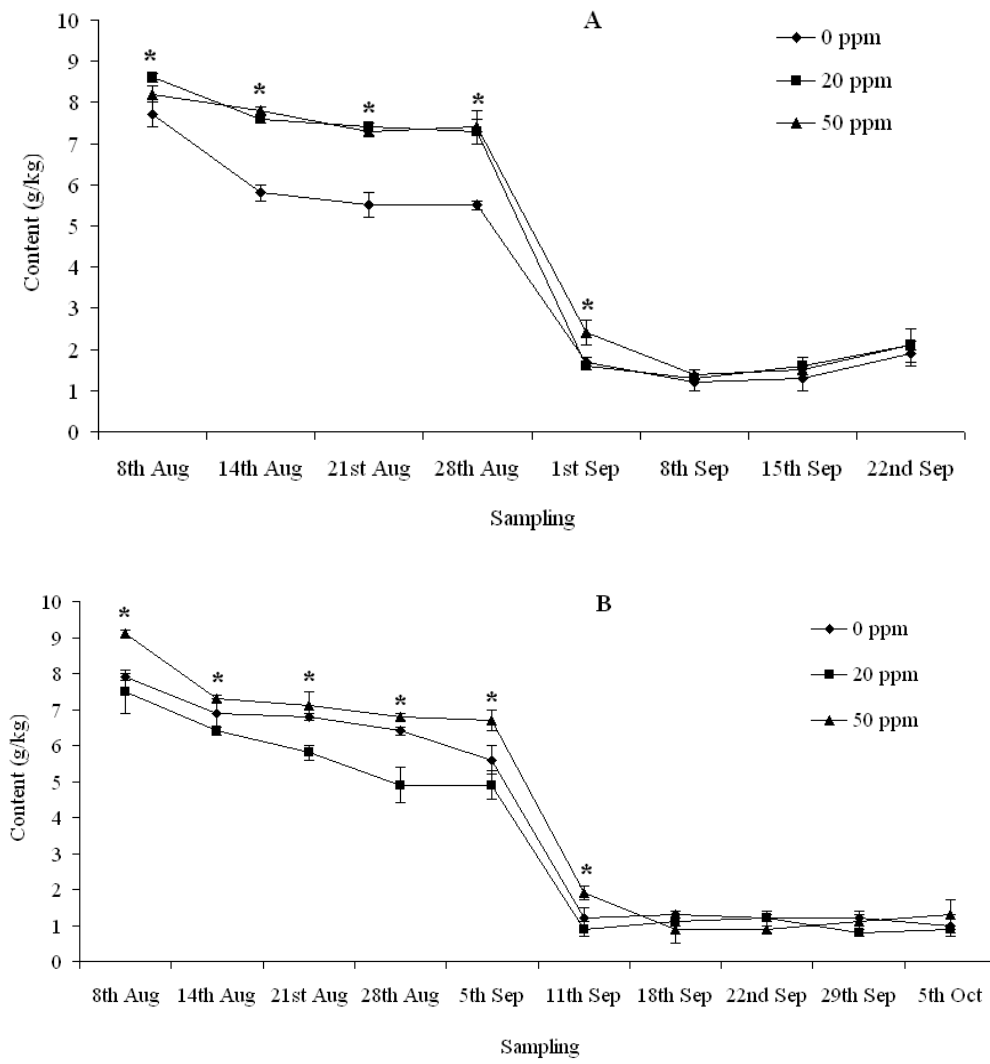 A
10
9
8
7
6
5
4
3
2
1
0
Content (g/kg)
* * * * *
0 ppm
20 ppm
50 ppm
8th Aug 14th Aug 21st Aug 28th Aug 1st Sep 8th Sep 15th Sep 22nd Sep
Sampling
B
10
9
8
7
6
5
4
3
2
1
0
Content (g/kg)
* * * * * *
0 ppm
20 ppm
50 ppm
8th Aug 14th Aug 21st Aug 28th Aug 5th Sep 11th Sep 18th Sep 22nd Sep 29th Sep 5th Oct
Sampling